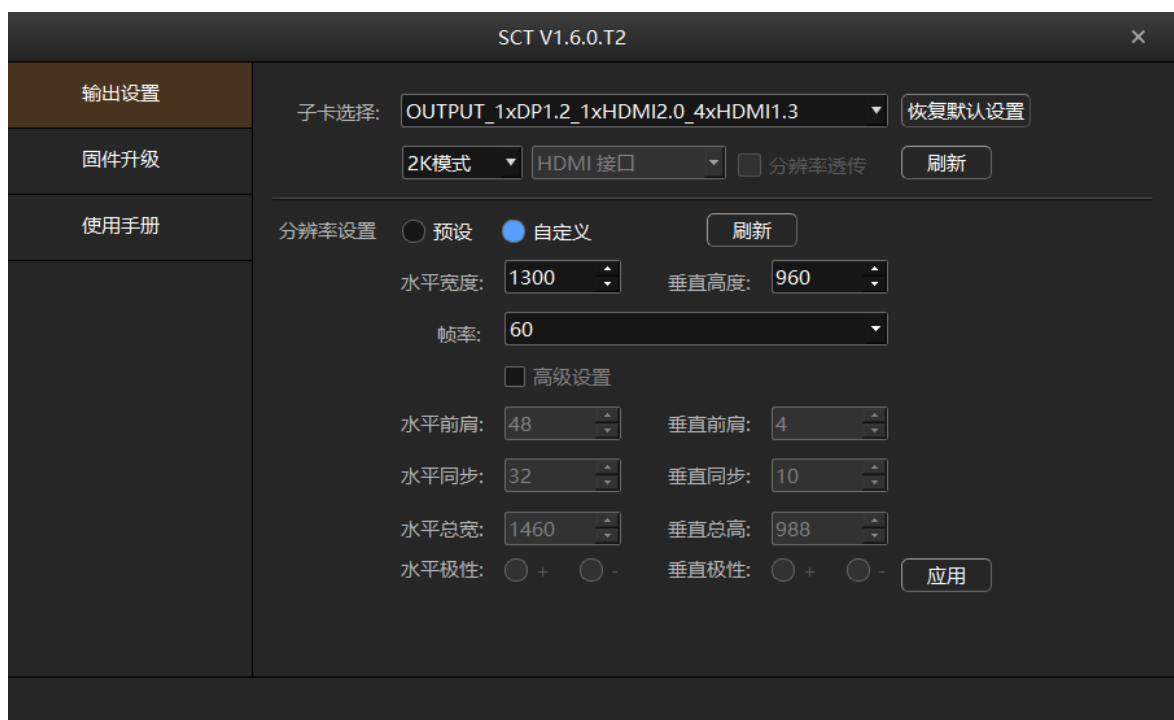 SCT V1.6.0.T2
输出设置
固件升级
使用手册
子卡选择: OUTPUT_1xDP1.2_1xHDMI2.0_4xHDMI1.3 恢复默认设置
2K模式 HDMI 接口 分辨率透传 刷新
分辨率设置 预设 自定义 刷新
水平宽度: 1300 垂直高度: 960
帧率: 60
高级设置
水平前肩: 48 垂直前肩: 4
水平同步: 32 垂直同步: 10
水平总宽: 1460 垂直总高: 988
水平极性: + - 垂直极性: + - 应用